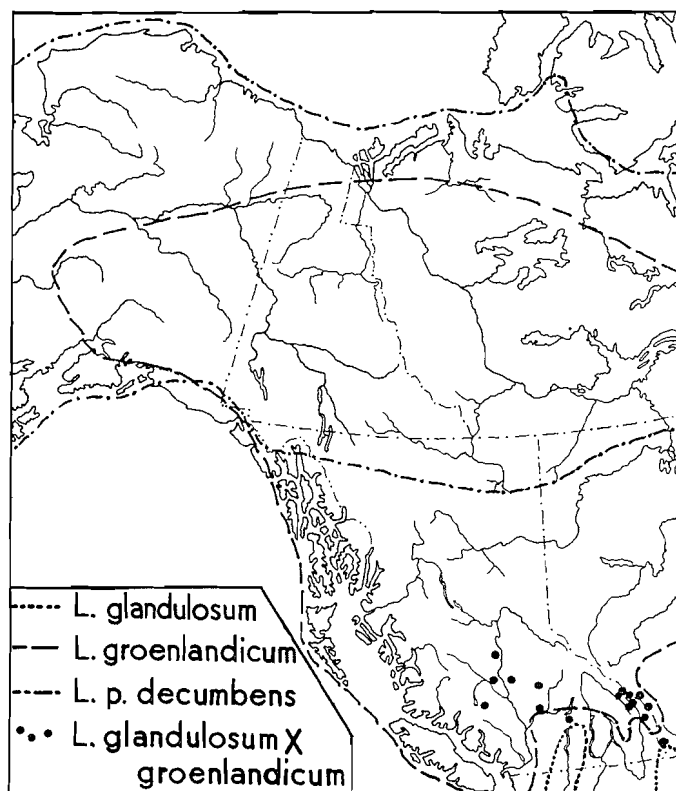 L. glandulosum
L. groenlandicum
L. p. decumbens
L. glandulosum X
groenlandicum